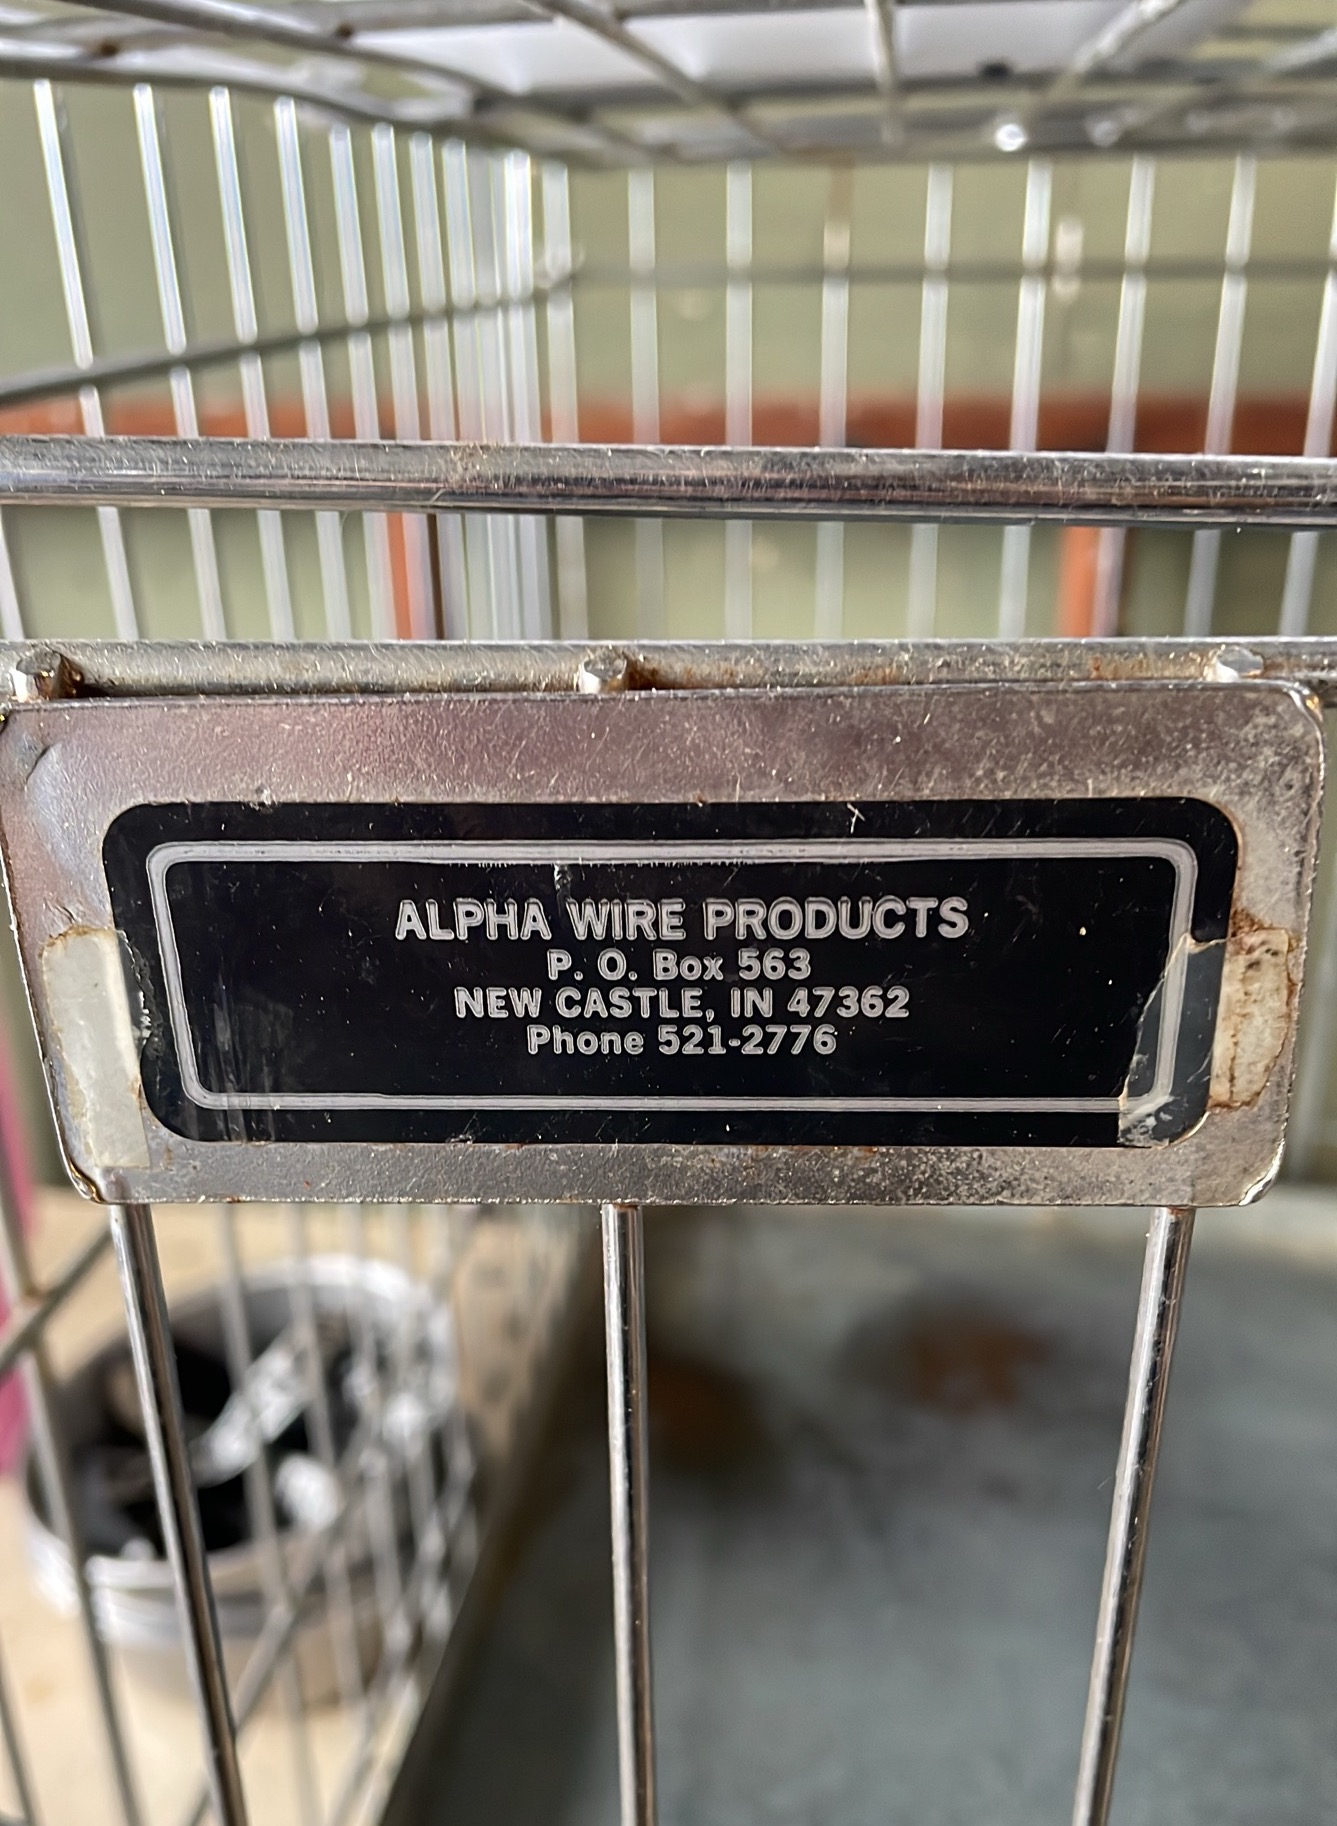 ALPHA WIRE PRODUCTS
P. O. Box 563
NEW CASTLE, IN 47362
Phone 521-2776